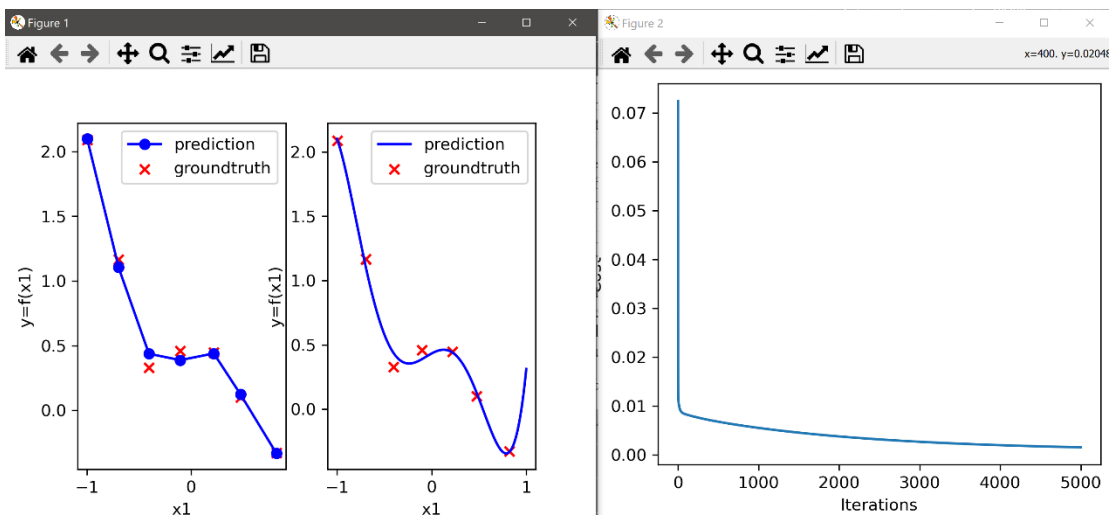 Figure 1
Figure 2
x=400. y=0.02048
prediction
groundtruth
2.0
1.5
1.0
0.5
0.0
y=f(x1)
−1
0
x1
prediction
groundtruth
2.0
1.5
1.0
0.5
0.0
y=f(x1)
−1
0
1
x1
0.07
0.06
0.05
0.04
0.03
0.02
0.01
0.00
0
1000
2000
3000
4000
5000
Iterations